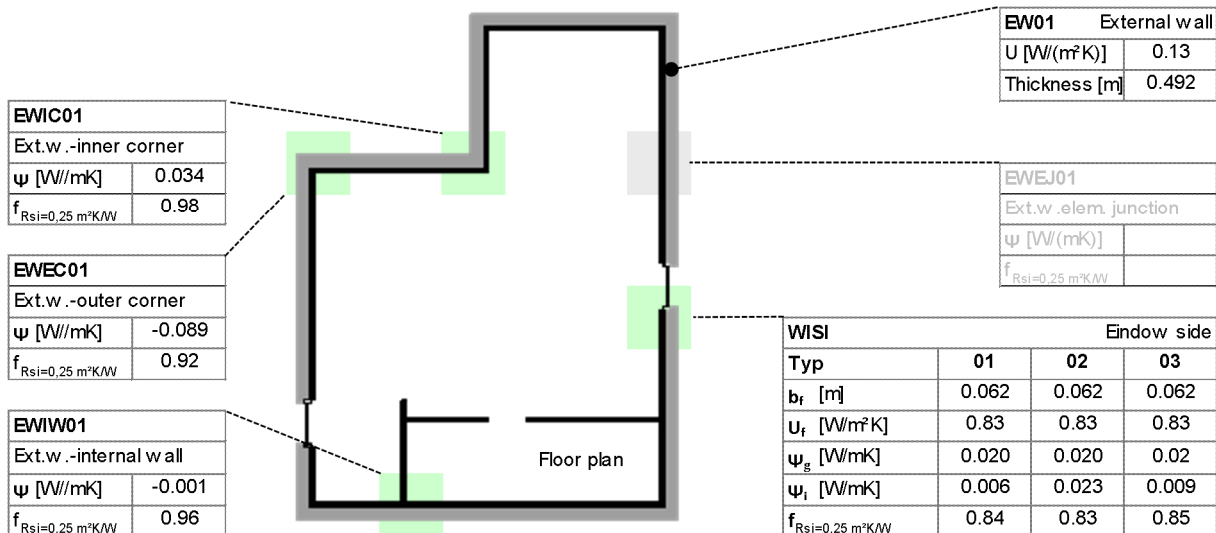 EW01 External wall
U [W/(m²K)] 0.13
Thickness [m] 0.492
EWIC01
Ext.w.-inner corner
ψ [W//mK] 0.034
fRsi=0,25 m²K/W 0.98
EWEJ01
Ext.w.elem. junction
ψ [W/(mK)]
fRsi=0,25 m²K/W
EWEC01
Ext.w.-outer corner
ψ [W//mK] -0.089
fRsi=0,25 m²K/W 0.92
WISI Eindow side
Typ 01 02 03
bf [m] 0.062 0.062 0.062
Uf [W/m²K] 0.83 0.83 0.83
Ψg [W/mK] 0.020 0.020 0.02
Ψi [W/mK] 0.006 0.023 0.009
fRsi=0,25 m²K/W 0.84 0.83 0.85
EWIW01
Ext.w.-internal wall
ψ [W//mK] -0.001
fRsi=0,25 m²K/W 0.96
Floor plan